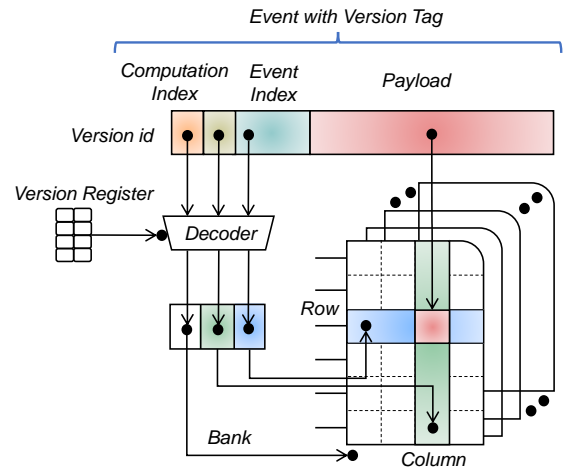 Event with Version Tag
Computation
Index
Event
Index
Payload
Version id
Version Register
Decoder
Row
Bank
Column